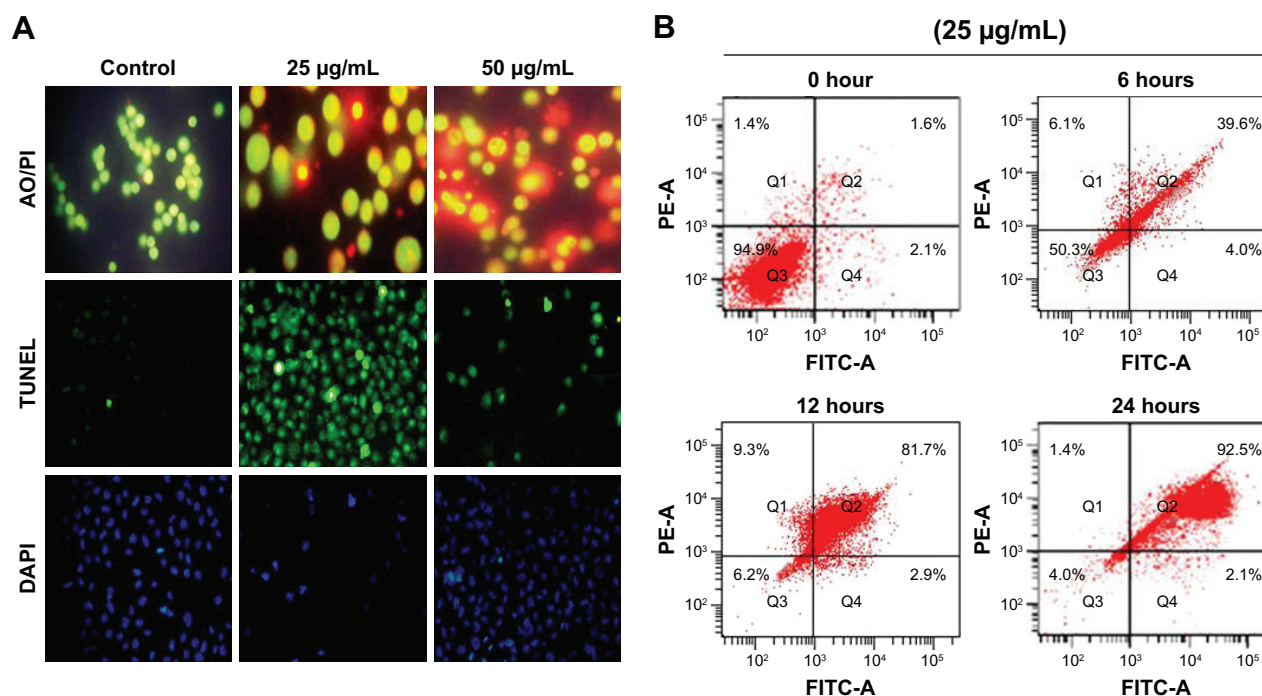 A
Control 25 µg/mL 50 µg/mL
AO/PI
TUNEL
DAPI
B
(25 µg/mL)
0 hour
PE-A
10⁵
10⁴
10³
10²
1.4% 1.6%
Q1 Q2
94.9% 2.1%
Q3 Q4
10² 10³ 10⁴ 10⁵
FITC-A
6 hours
PE-A
10⁵
10⁴
10³
10²
6.1% 39.6%
Q1 Q2
50.3% 4.0%
Q3 Q4
10² 10³ 10⁴ 10⁵
FITC-A
12 hours
PE-A
10⁵
10⁴
10³
10²
9.3% 81.7%
Q1 Q2
6.2% 2.9%
Q3 Q4
10² 10³ 10⁴ 10⁵
FITC-A
24 hours
PE-A
10⁵
10⁴
10³
10²
1.4% 92.5%
Q1 Q2
4.0% 2.1%
Q3 Q4
10² 10³ 10⁴ 10⁵
FITC-A